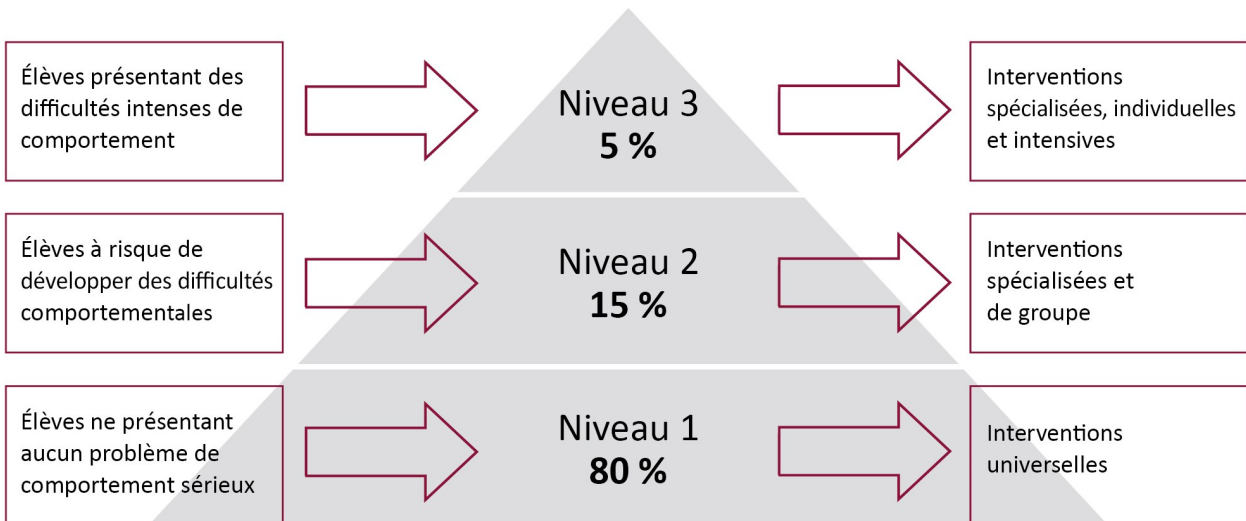 Élèves présentant des
difficultés intenses de
comportement
Niveau 3
5 %
Interventions
spécialisées, individuelles
et intensives
Élèves à risque de
développer des difficultés
comportementales
Niveau 2
15 %
Interventions
spécialisées et
de groupe
Élèves ne présentant
aucun problème de
comportement sérieux
Niveau 1
80 %
Interventions
universelles